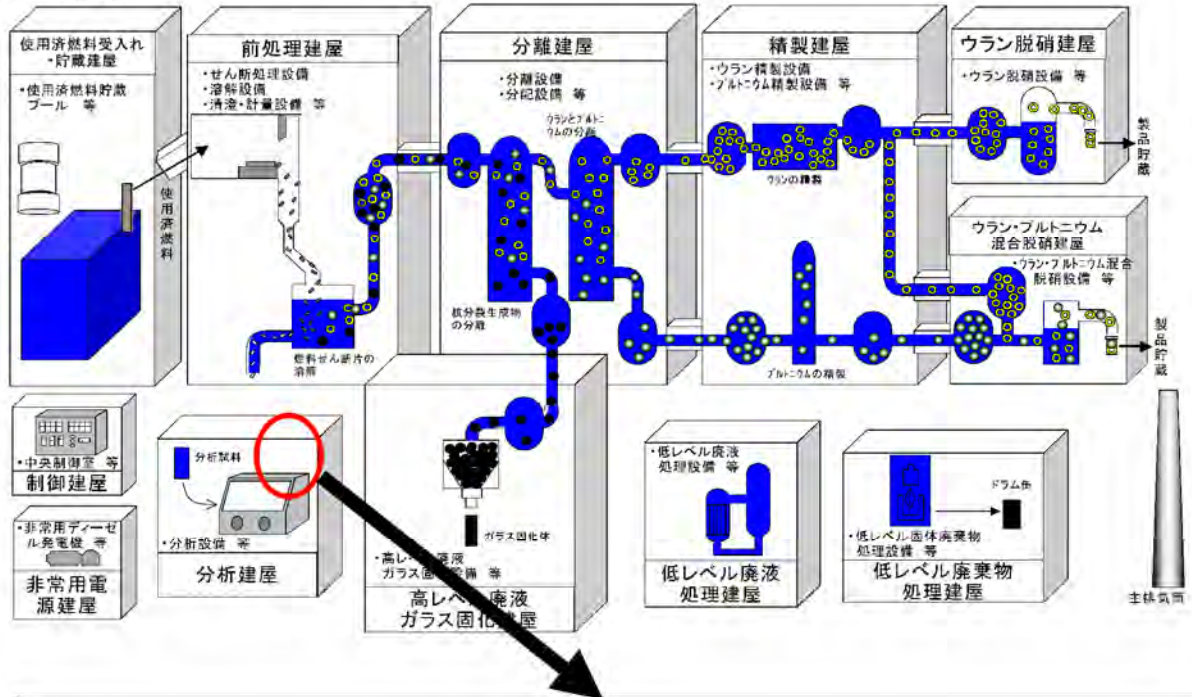 使用済燃料受入れ
・貯蔵建屋
・使用済燃料貯蔵
プール 等
使用済燃料
前処理建屋
・せん断処理設備
・溶解設備
・清澄・計量設備 等
燃料せん断片の
溶解
分離建屋
・分離設備
・分配設備 等
ウランとプルトニ
ウムの分離
核分裂生成物
の分離
精製建屋
・ウラン精製設備
・プルトニウム精製設備 等
ウランの精製
プルトニウムの精製
ウラン脱硝建屋
・ウラン脱硝設備 等
製品貯蔵
ウラン・プルトニウム
混合脱硝建屋
・ウラン・プルトニウム混合
脱硝設備 等
製品貯蔵
・中央制御室 等
制御建屋
・非常用ディーゼ
ル発電機 等
非常用電
源建屋
分析試料
・分析設備 等
分析建屋
ガラス固化体
・高レベル廃液
ガラス固化設備 等
高レベル廃液
ガラス固化建屋
・低レベル廃液
処理設備 等
低レベル廃液
処理建屋
ドラム缶
・低レベル固体廃棄物
処理設備 等
低レベル廃棄物
処理建屋
主排気筒